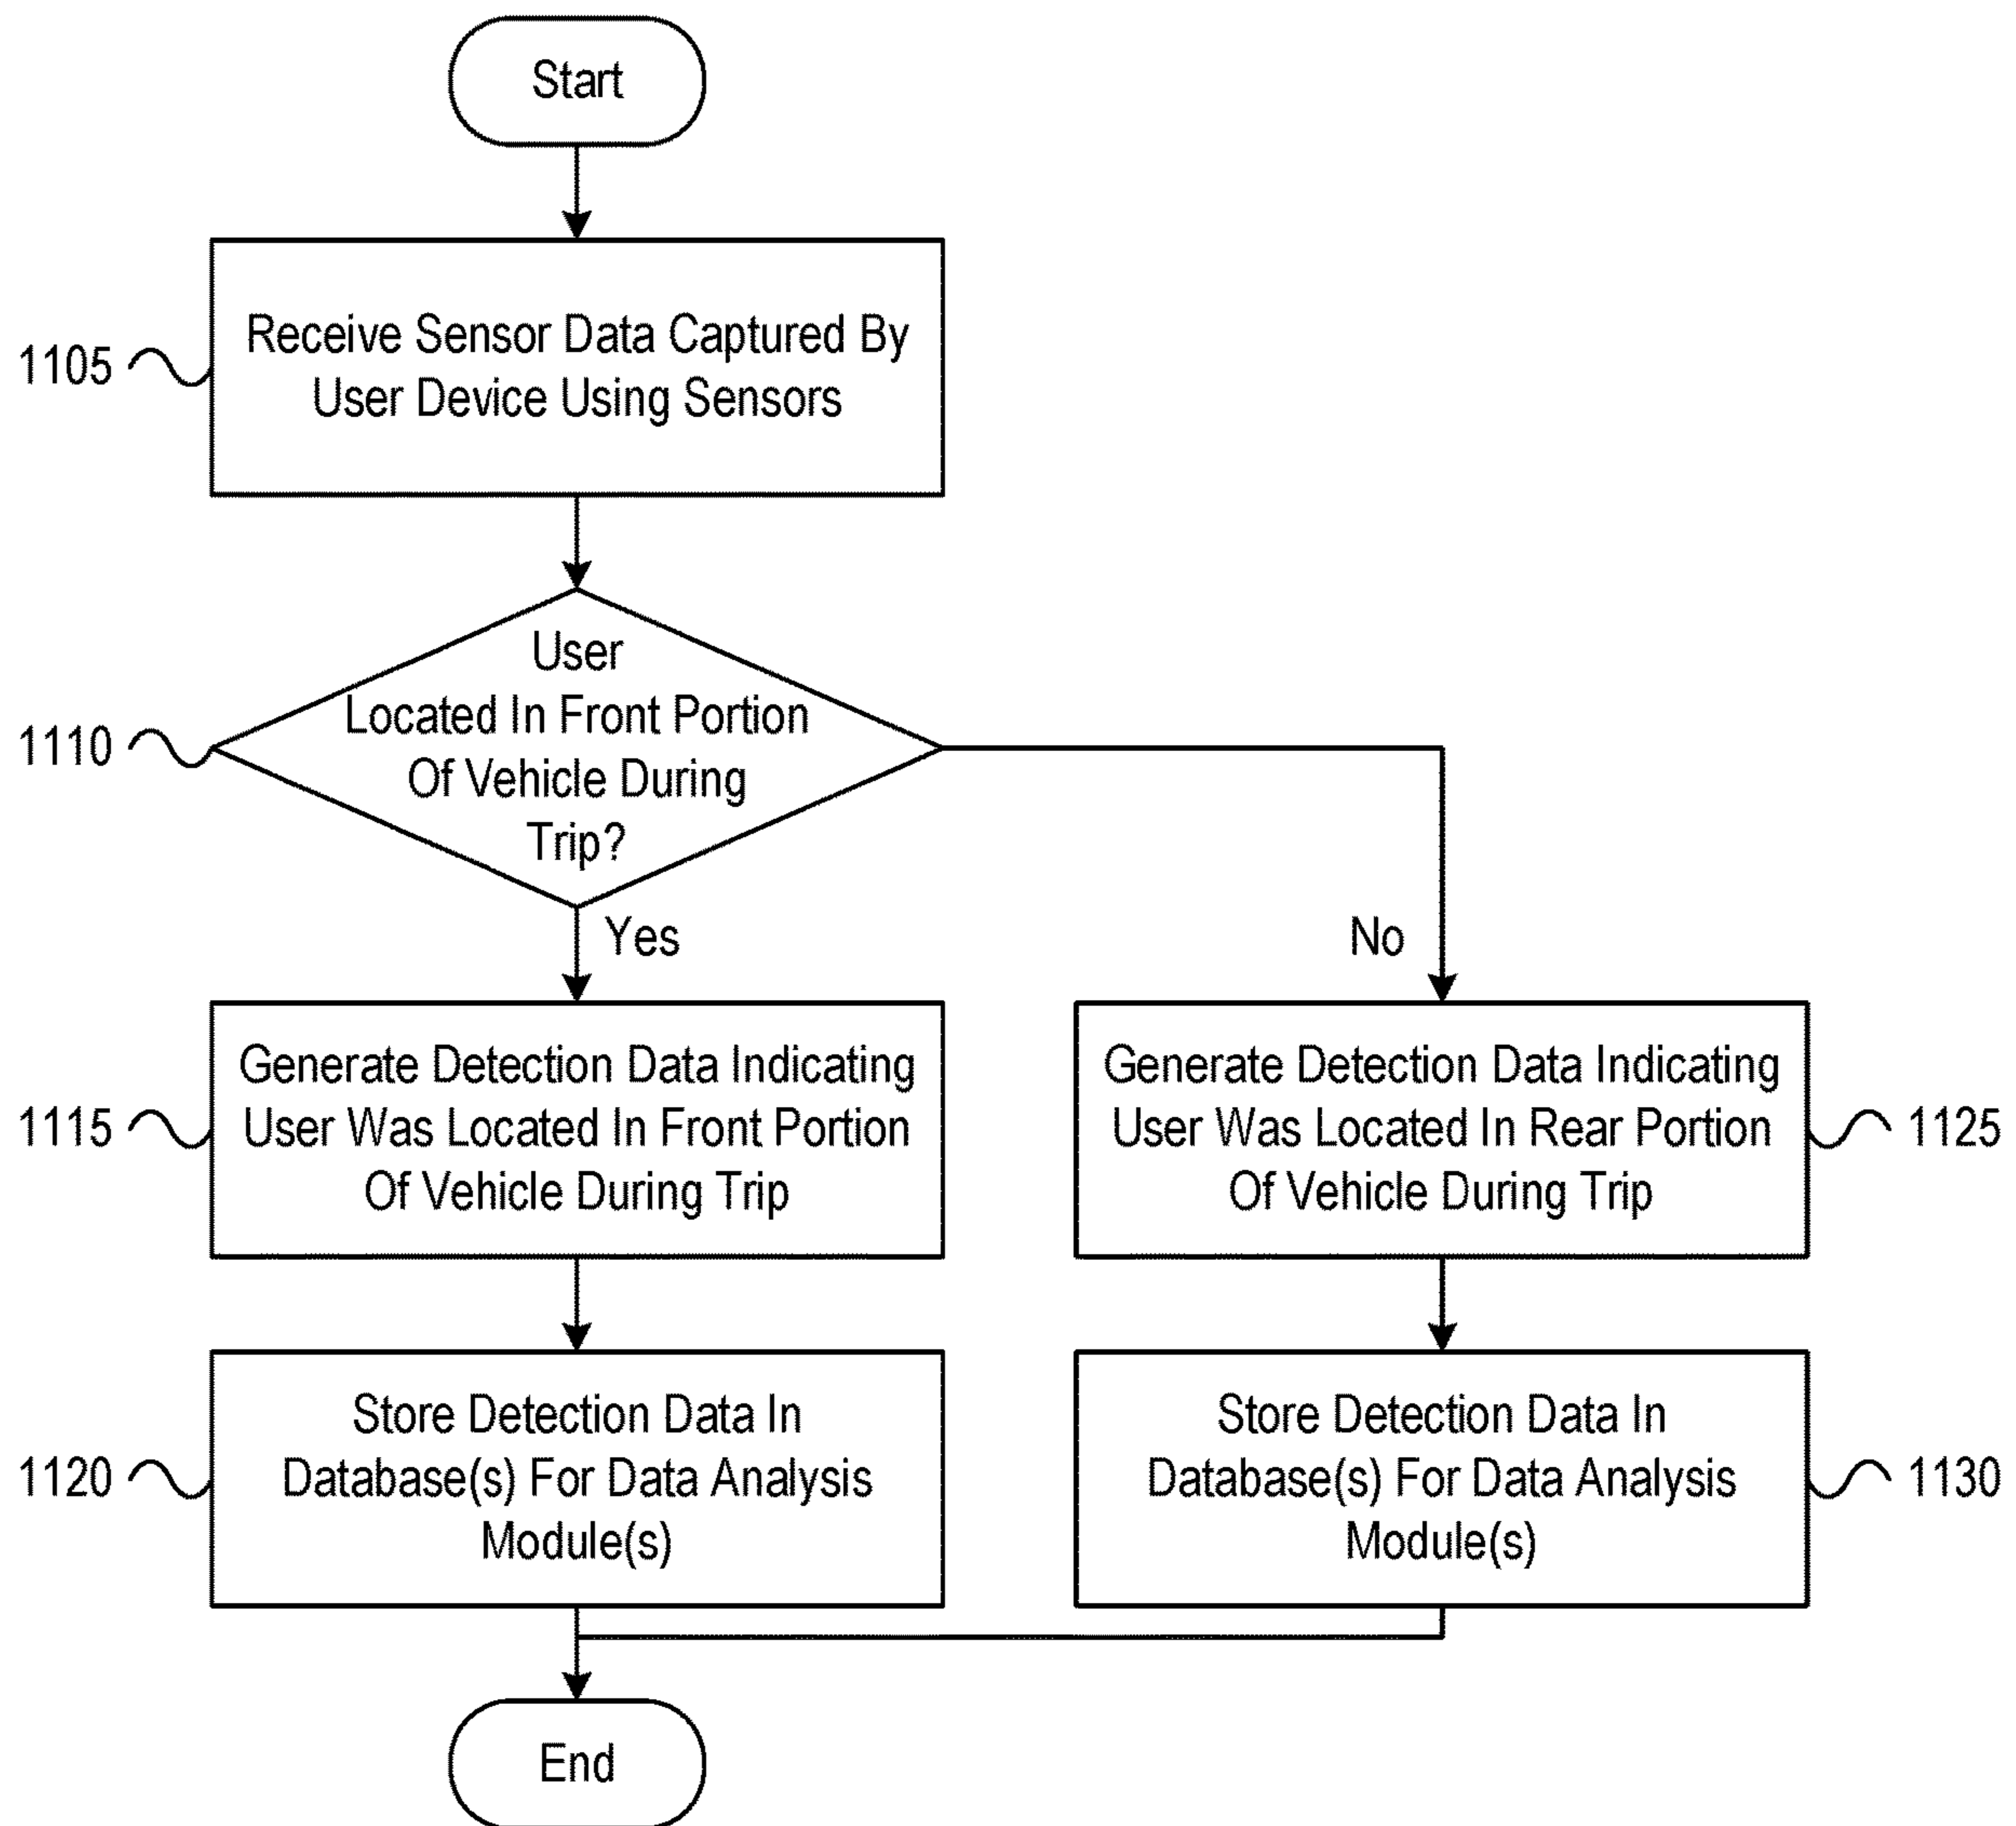 Start
1105
Receive Sensor Data Captured By
User Device Using Sensors
1110
User
Located In Front Portion
Of Vehicle During
Trip?
Yes
No
1115
Generate Detection Data Indicating
User Was Located In Front Portion
Of Vehicle During Trip
Generate Detection Data Indicating
User Was Located In Rear Portion
Of Vehicle During Trip
1125
1120
Store Detection Data In
Database(s) For Data Analysis
Module(s)
Store Detection Data In
Database(s) For Data Analysis
Module(s)
1130
End